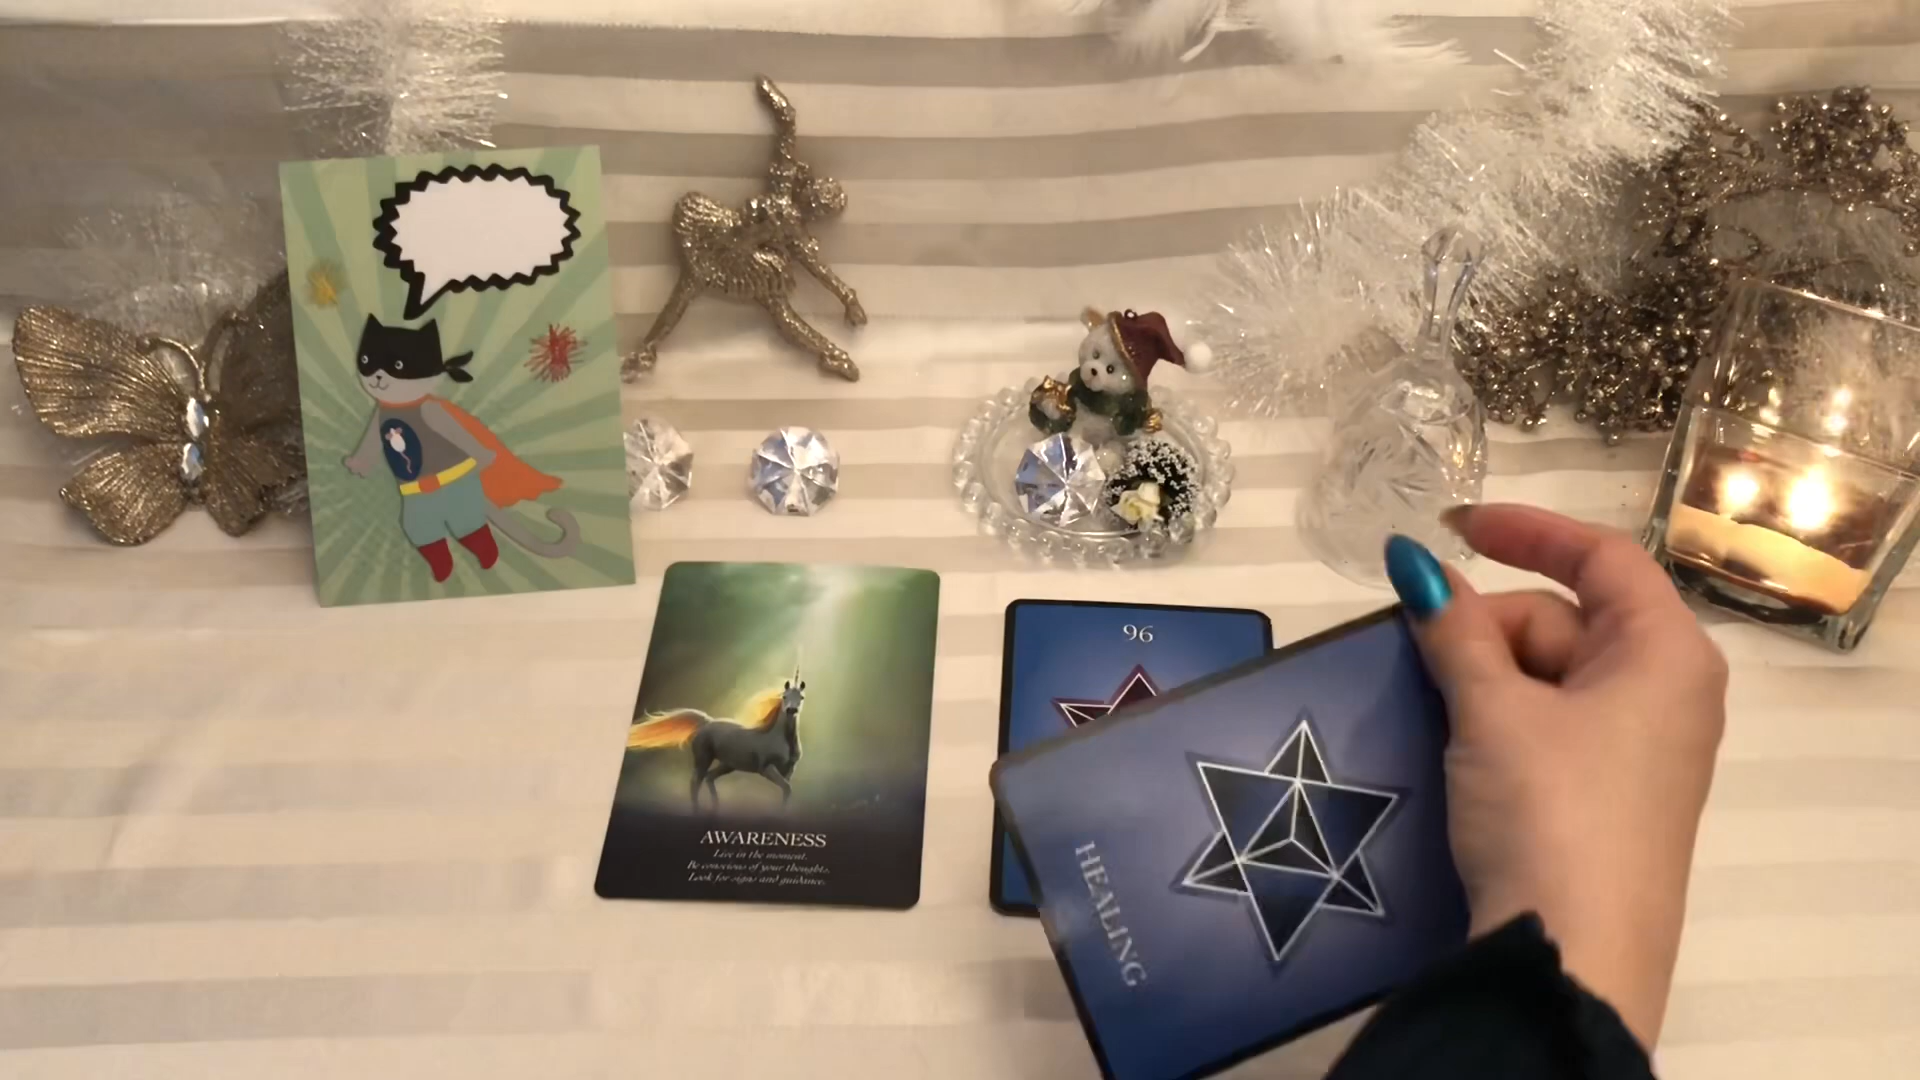 AWARENESS
Live in the moment.
Be conscious of your thoughts.
Look for signs and guidance.
96
HEALING